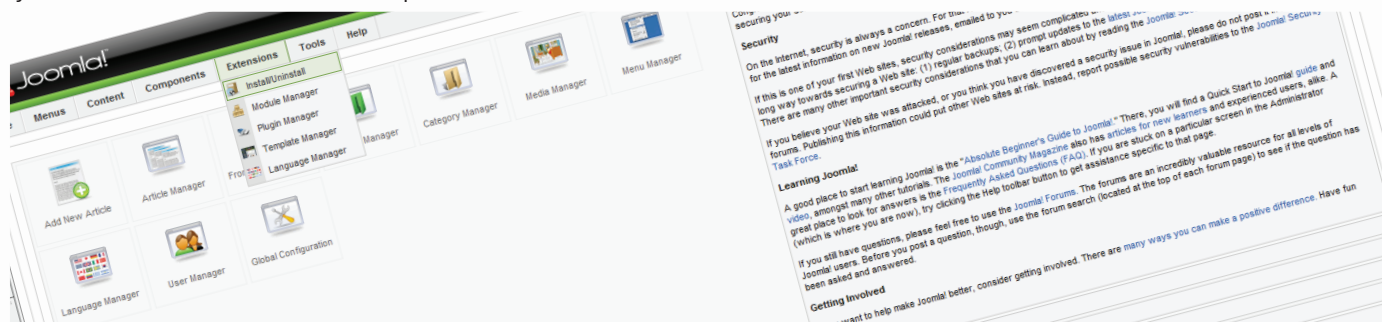 Joomla!
Menus Content Components Extensions Tools Help
Install/Uninstall
Module Manager
Plugin Manager
Template Manager
Language Manager
Add New Article
Article Manager
Manager
Category Manager
Media Manager
Menu Manager
Language Manager
User Manager
Global Configuration
securing your
Security
On the Internet, security is always a concern. For that
for the latest information on new Joomla! releases, emailed to you
If this is one of your first Web sites, security considerations may seem complicated
long way towards securing a Web site: (1) regular backups; (2) prompt updates to the latest
There are many other important security considerations that you can learn about by reading the Joomla!
If you believe your Web site was attacked, or you think you have discovered a security issue in Joomla!, please do not post
forums. Publishing this information could put other Web sites at risk. Instead, report possible security vulnerabilities to the Joomla! Security
Task Force.
Learning Joomla!
A good place to start learning Joomla! is the "Absolute Beginner's Guide to Joomla!." There, you will find a Quick Start to Joomla! guide and
video, amongst many other tutorials. The Joomla! Community Magazine also has articles for new learners and experienced users, alike. A
great place to look for answers is the Frequently Asked Questions (FAQ). If you are stuck on a particular screen in the Administrator
(which is where you are now), try clicking the Help toolbar button to get assistance specific to that page.
If you still have questions, please feel free to use the Joomla! Forums. The forums are an incredibly valuable resource for all levels of
Joomla! users. Before you post a question, though, use the forum search (located at the top of each forum page) to see if the question has
been asked and answered.
Getting Involved
want to help make Joomla! better, consider getting involved. There are many ways you can make a positive difference. Have fun